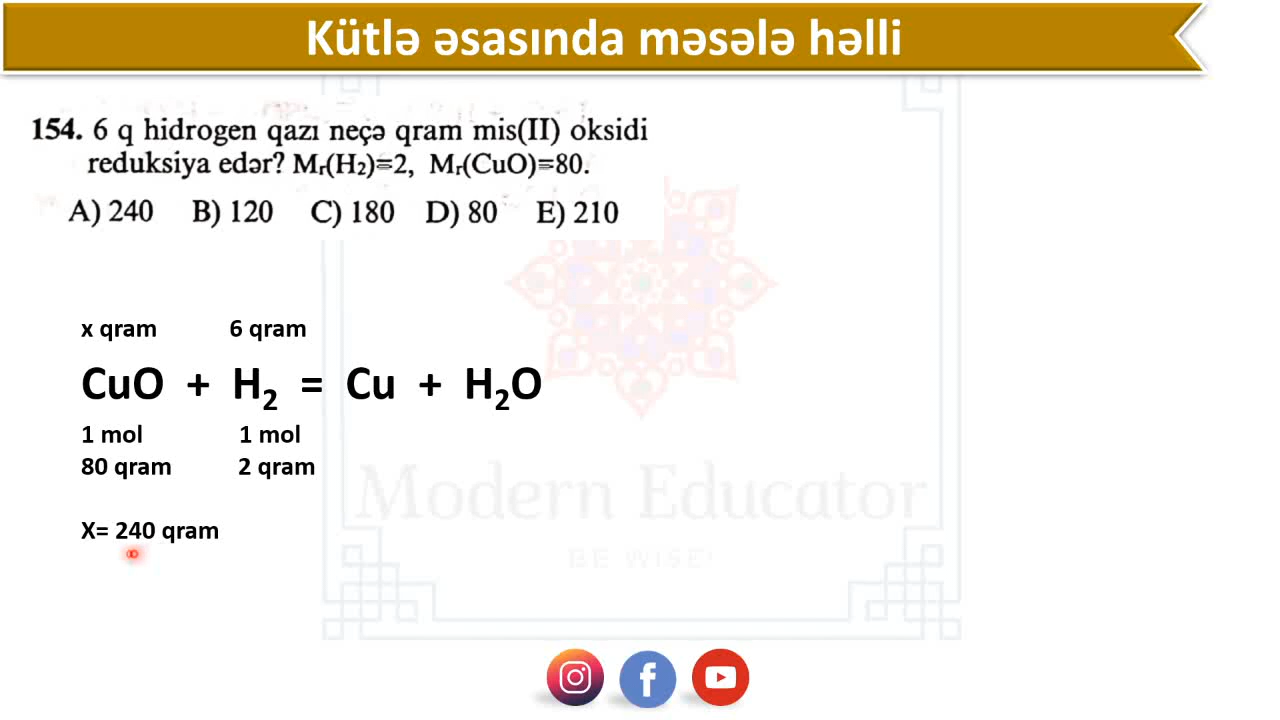 Kütlə əsasında məsələ həlli
154. 6 q hidrogen qazı neçə qram mis(II) oksidi
reduksiya edər? Mᵣ(H₂)=2, Mᵣ(CuO)=80.
A) 240 B) 120 C) 180 D) 80 E) 210
x qram 6 qram
CuO + H₂ = Cu + H₂O
1 mol 1 mol
80 qram 2 qram
Modern Educator
X= 240 qram
BE WISE!